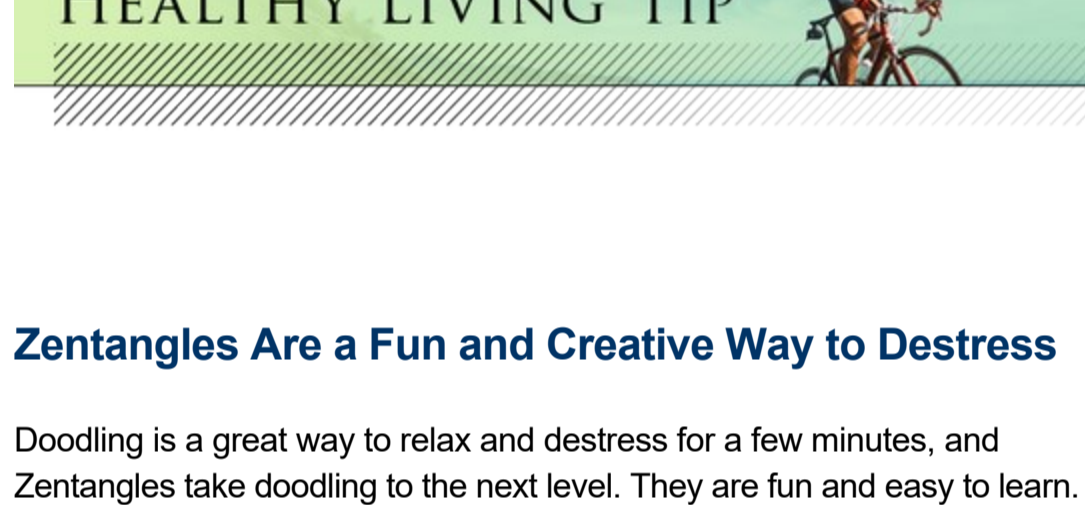 HEALTHY LIVING TIP
Zentangles Are a Fun and Creative Way to Destress
Doodling is a great way to relax and destress for a few minutes, and
Zentangles take doodling to the next level. They are fun and easy to learn.